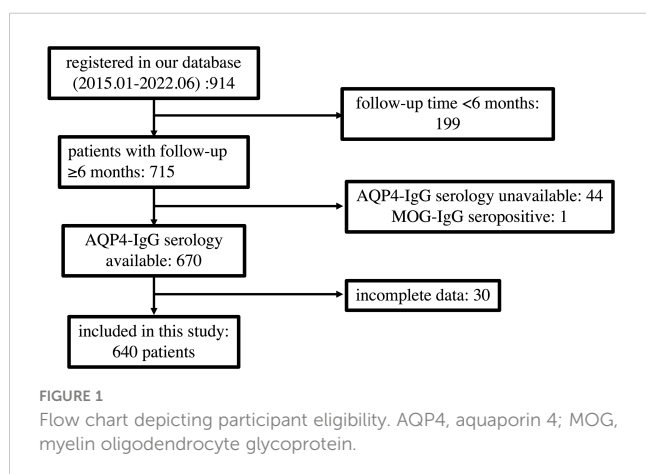 registered in our database
(2015.01-2022.06) :914
follow-up time <6 months:
199
patients with follow-up
≥6 months: 715
AQP4-IgG serology unavailable: 44
MOG-IgG seropositive: 1
AQP4-IgG serology
available: 670
incomplete data: 30
included in this study:
640 patients
FIGURE 1
Flow chart depicting participant eligibility. AQP4, aquaporin 4; MOG,
myelin oligodendrocyte glycoprotein.